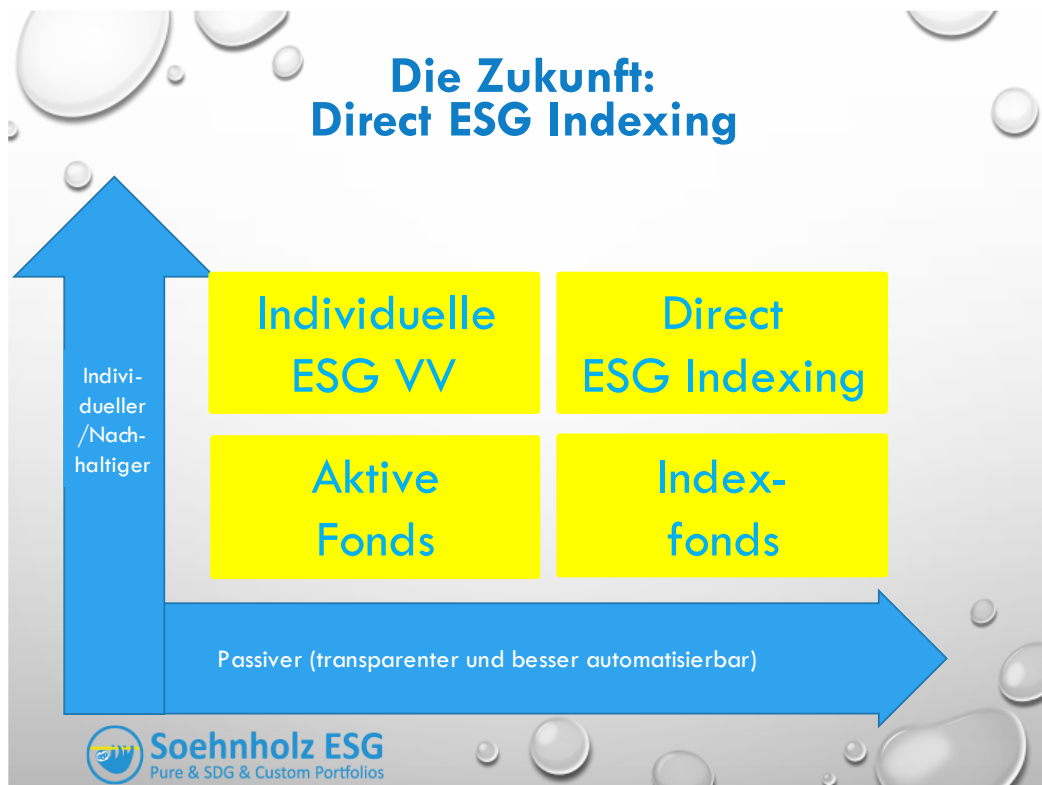 Die Zukunft:
Direct ESG Indexing
Indivi-
dueller
/Nach-
haltiger
Individuelle
ESG VV
Direct
ESG Indexing
Aktive
Fonds
Index-
fonds
Passiver (transparenter und besser automatisierbar)
Soehnholz ESG
Pure & SDG & Custom Portfolios